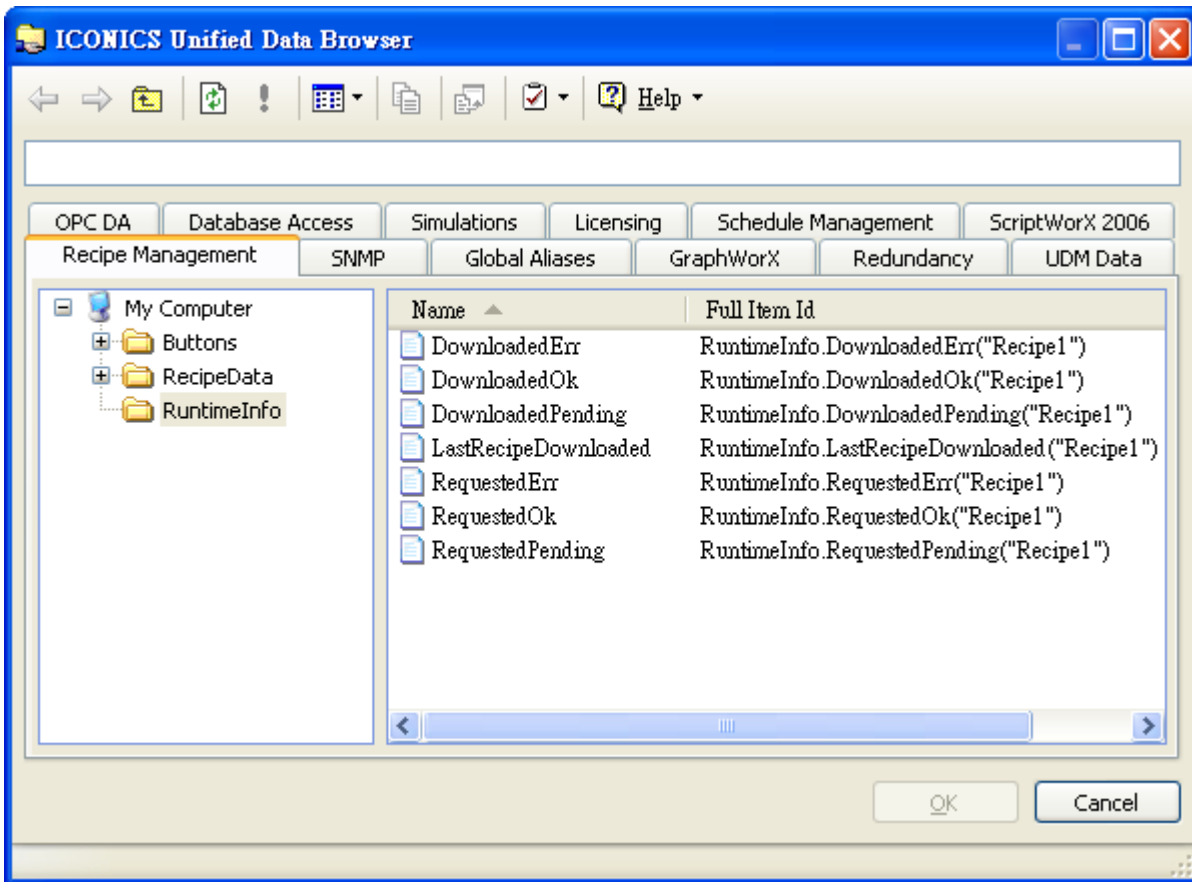 ICONICS Unified Data Browser
Help
OPC DA Database Access Simulations Licensing Schedule Management ScriptWorX 2006
Recipe Management SNMP Global Aliases GraphWorX Redundancy UDM Data
My Computer
Buttons
RecipeData
RuntimeInfo
Name Full Item Id
DownloadedErr RuntimeInfo.DownloadedErr("Recipe1")
DownloadedOk RuntimeInfo.DownloadedOk("Recipe1")
DownloadedPending RuntimeInfo.DownloadedPending("Recipe1")
LastRecipeDownloaded RuntimeInfo.LastRecipeDownloaded("Recipe1")
RequestedErr RuntimeInfo.RequestedErr("Recipe1")
RequestedOk RuntimeInfo.RequestedOk("Recipe1")
RequestedPending RuntimeInfo.RequestedPending("Recipe1")
OK Cancel